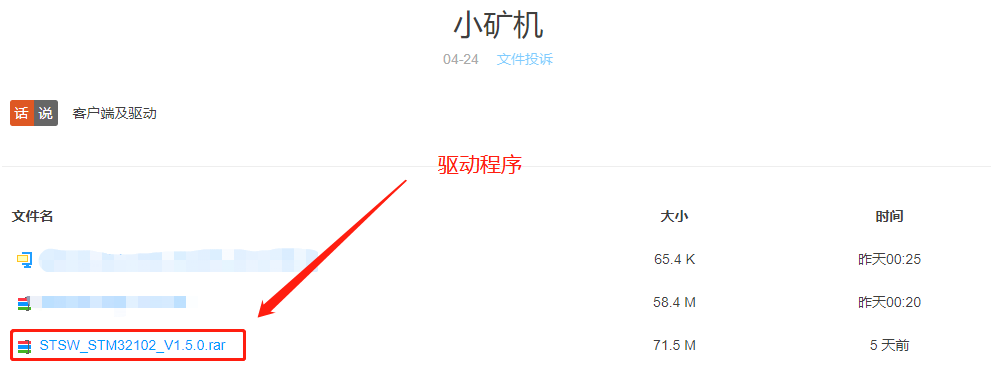 小矿机
04-24 文件投诉
话说 客户端及驱动
驱动程序
文件名 大小 时间
65.4 K 昨天00:25
58.4 M 昨天00:20
STSW_STM32102_V1.5.0.rar 71.5 M 5 天前